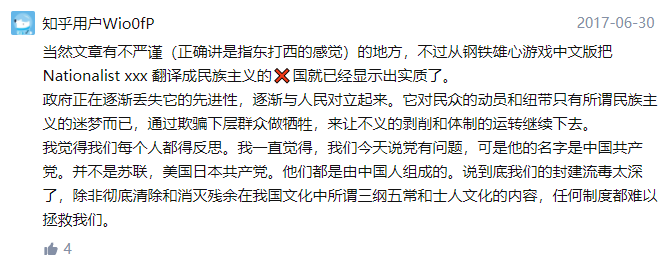 知乎用户Wio0fP
2017-06-30
当然文章有不严谨（正确讲是指东打西的感觉）的地方，不过从钢铁雄心游戏中文版把
Nationalist xxx 翻译成民族主义的❌国就已经显示出实质了。
政府正在逐渐丢失它的先进性，逐渐与人民对立起来。它对民众的动员和纽带只有所谓民族主
义的迷梦而已，通过欺骗下层群众做牺牲，来让不义的剥削和体制的运转继续下去。
我觉得我们每个人都得反思。我一直觉得，我们今天说党有问题，可是他的名字是中国共产
党。并不是苏联，美国日本共产党。他们都是由中国人组成的。说到底我们的封建流毒太深
了，除非彻底清除和消灭残余在我国文化中所谓三纲五常和士人文化的内容，任何制度都难以
拯救我们。
4